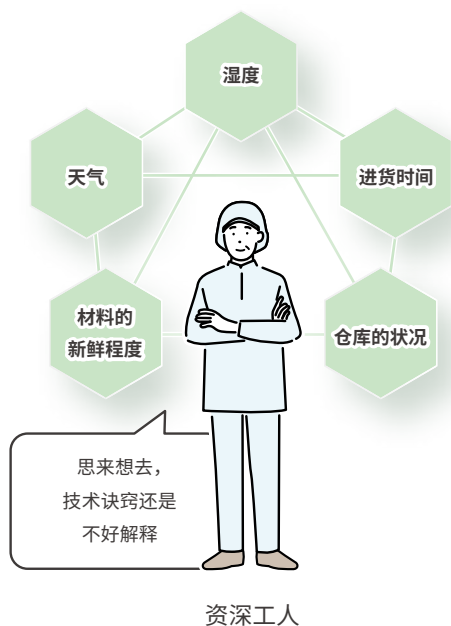 湿度
天气
进货时间
材料的
新鲜程度
仓库的状况
思来想去，
技术诀窍还是
不好解释
资深工人